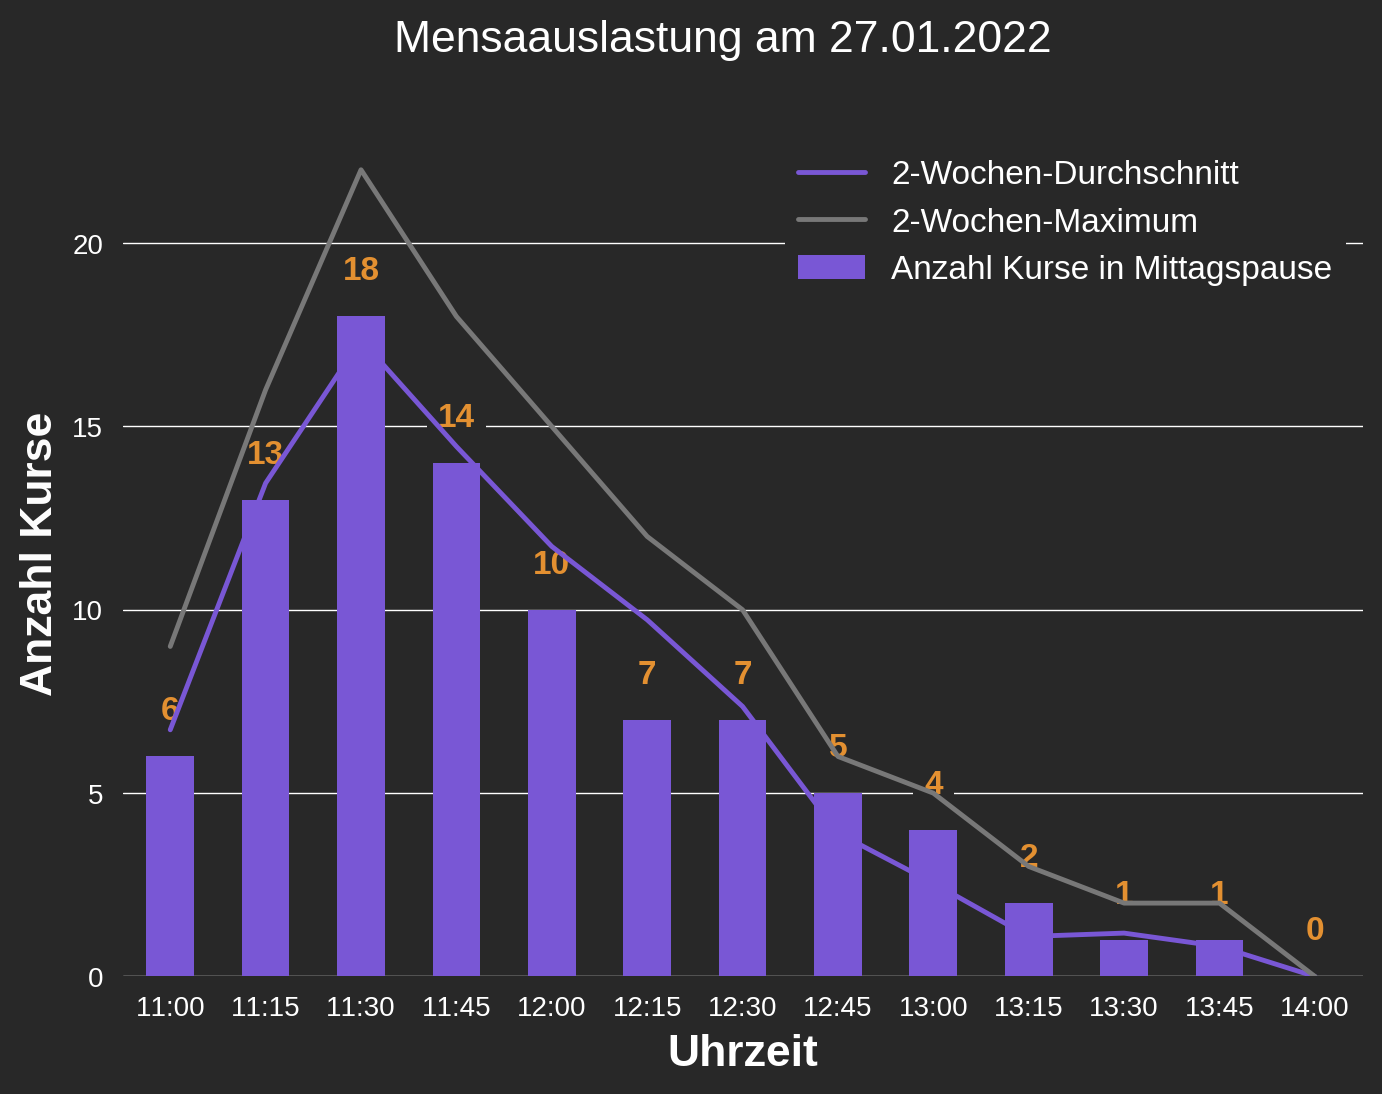 Mensaauslastung am 27.01.2022
2-Wochen-Durchschnitt
2-Wochen-Maximum
Anzahl Kurse in Mittagspause
Anzahl Kurse
20
15
10
5
0
6
13
18
14
10
7
7
5
4
2
1
1
0
11:00 11:15 11:30 11:45 12:00 12:15 12:30 12:45 13:00 13:15 13:30 13:45 14:00
Uhrzeit